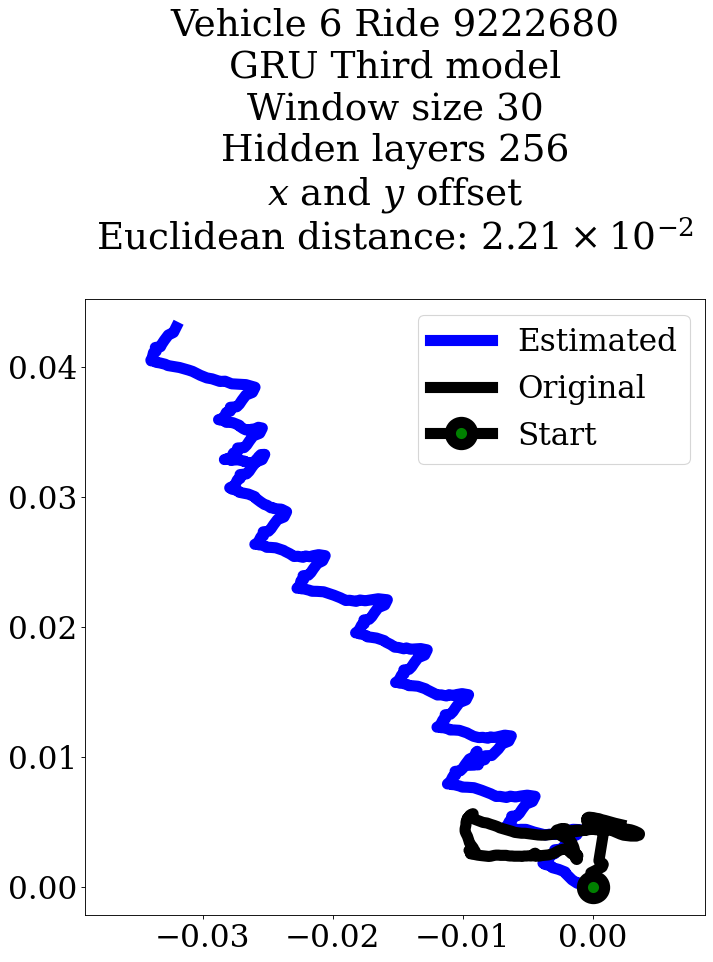 Vehicle 6 Ride 9222680
GRU Third model
Window size 30
Hidden layers 256
x and y offset
Euclidean distance: 2.21 × 10⁻²
Estimated
Original
Start
0.04
0.03
0.02
0.01
0.00
−0.03 −0.02 −0.01 0.00